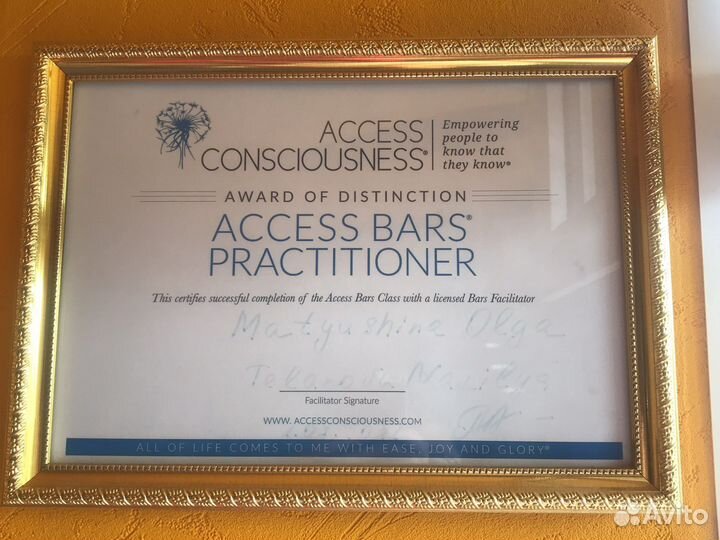 ACCESS
CONSCIOUSNESS®
Empowering
people to
know that
they know®
AWARD OF DISTINCTION
ACCESS BARS®
PRACTITIONER
This certifies successful completion of the Access Bars Class with a licensed Bars Facilitator
Matyushina Olga
Facilitator Signature
WWW.ACCESSCONSCIOUSNESS.COM
ALL OF LIFE COMES TO ME WITH EASE, JOY AND GLORY®
Avito